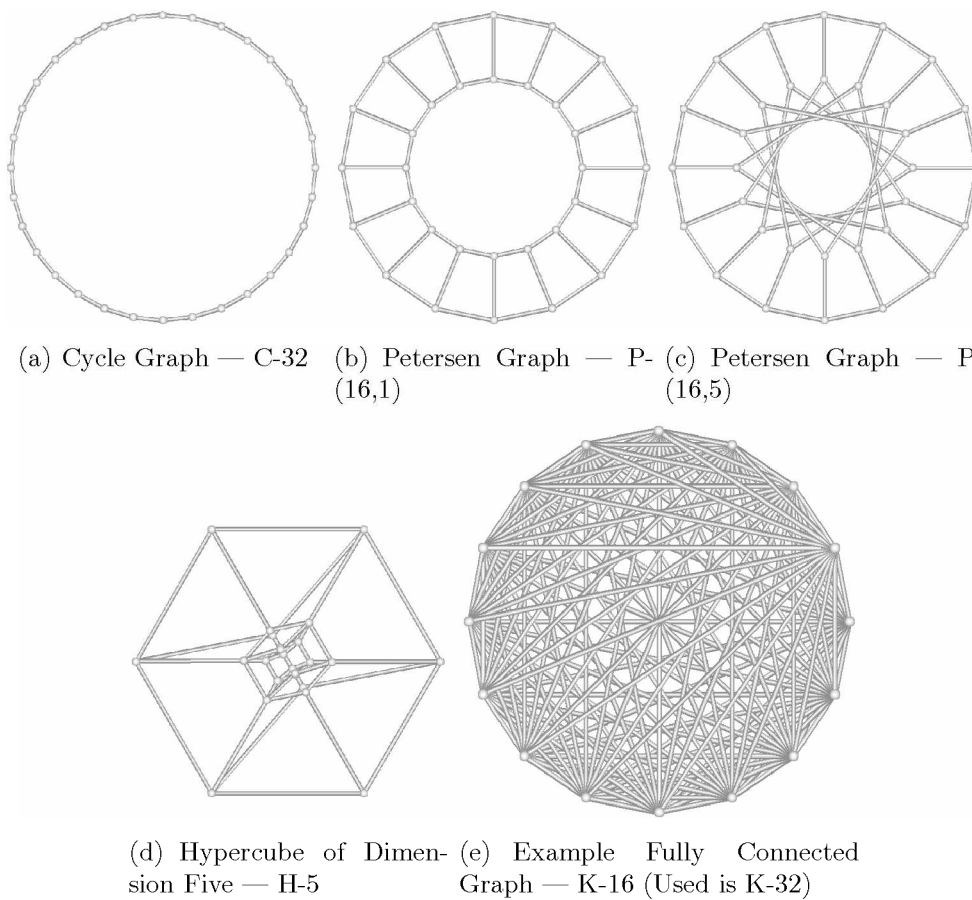 (a) Cycle Graph — C-32
(b) Petersen Graph — P-
(16,1)
(c) Petersen Graph — P
(16,5)
(d) Hypercube of Dimen-
sion Five — H-5
(e) Example Fully Connected
Graph — K-16 (Used is K-32)